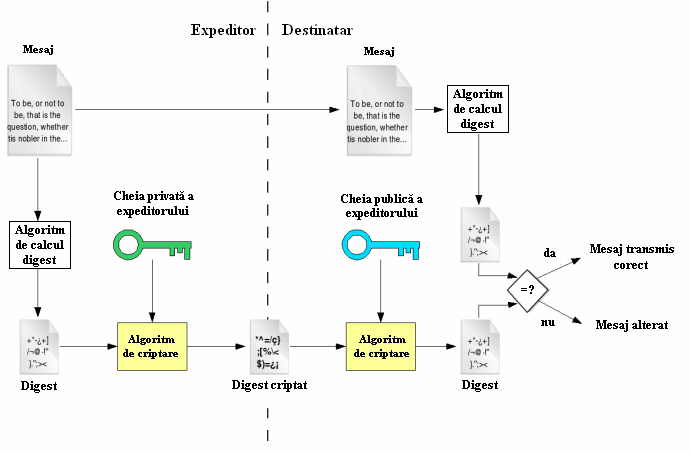 Expeditor
Destinatar
Mesaj
Mesaj
To be, or not to
be, that is the
question, whether
tis nobler in the...
To be, or not to
be, that is the
question, whether
tis nobler in the...
Algoritm
de calcul
digest
Cheia privată a
expeditorului
Cheia publică a
expeditorului
Algoritm
de calcul
digest
+*-¿+]
/¬@ -!"
}.";><
da
Mesaj transmis
corect
=?
nu
Mesaj alterat
+*-¿+]
/¬@ -!"
}.";><
Algoritm
de criptare
*^=/ç}
;[%\<
$)=¿¡
Algoritm
de criptare
+*-¿+]
/¬@ -!"
}.";><
Digest
Digest criptat
Digest